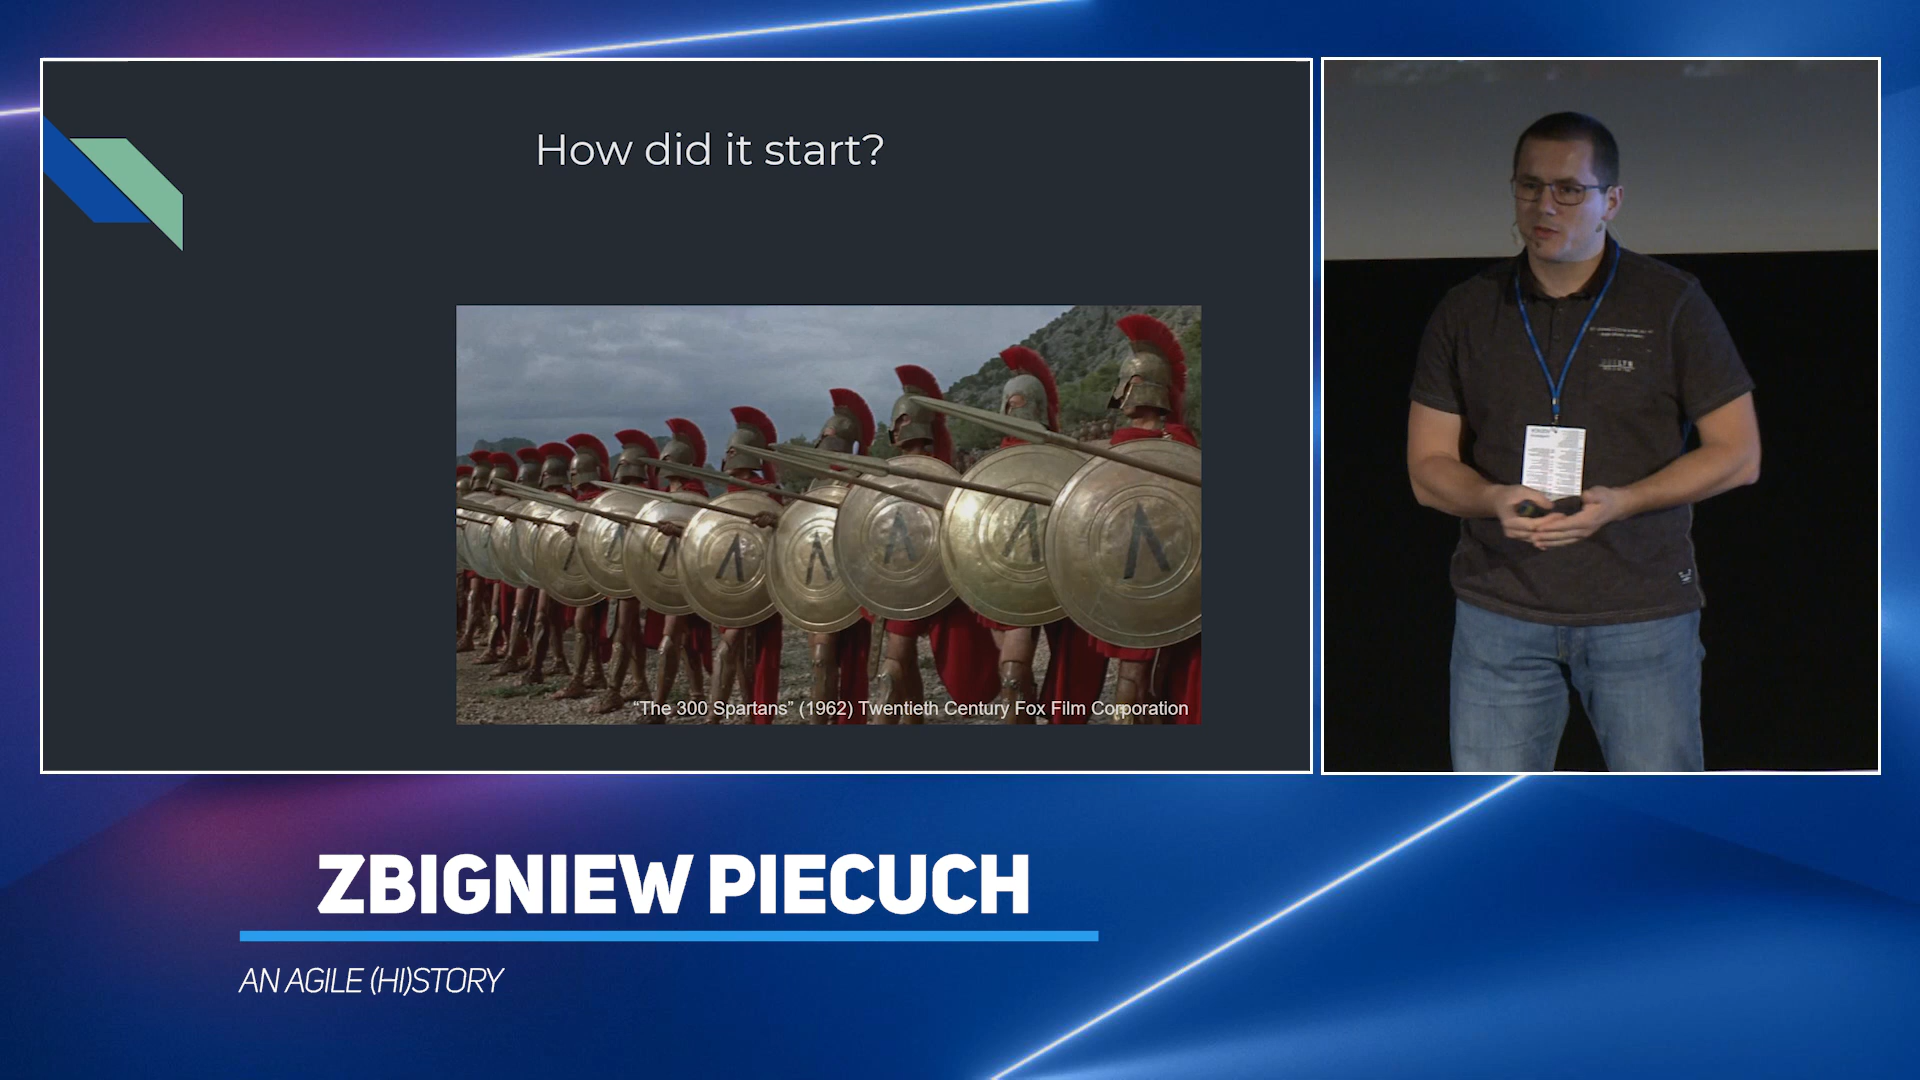 How did it start?
“The 300 Spartans” (1962) Twentieth Century Fox Film Corporation
ZBIGNIEW PIECUCH
AN AGILE (HI)STORY